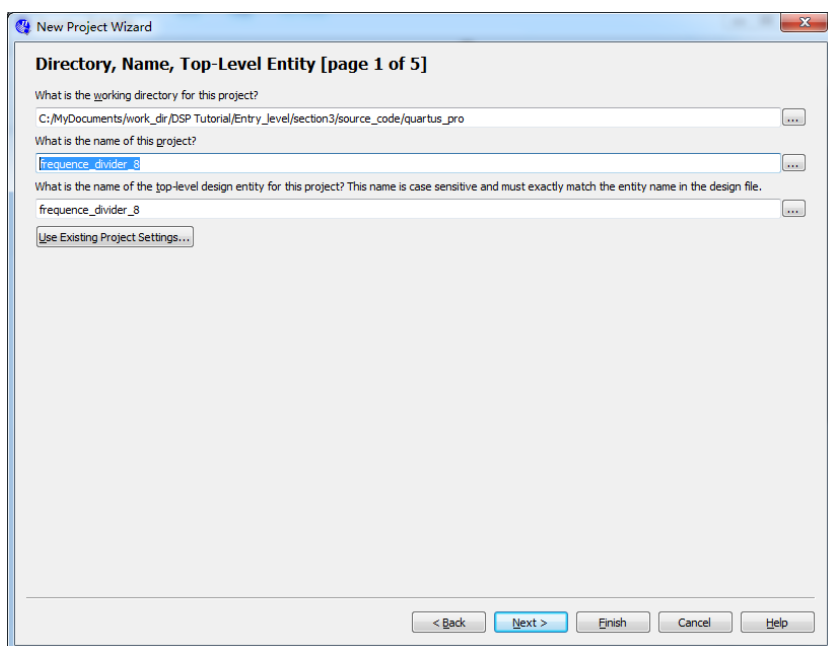 New Project Wizard
Directory, Name, Top-Level Entity [page 1 of 5]
What is the working directory for this project?
C:/MyDocuments/work_dir/DSP Tutorial/Entry_level/section3/source_code/quartus_pro
...
What is the name of this project?
frequence_divider_8
...
What is the name of the top-level design entity for this project? This name is case sensitive and must exactly match the entity name in the design file.
frequence_divider_8
...
Use Existing Project Settings...
< Back Next > Finish Cancel Help